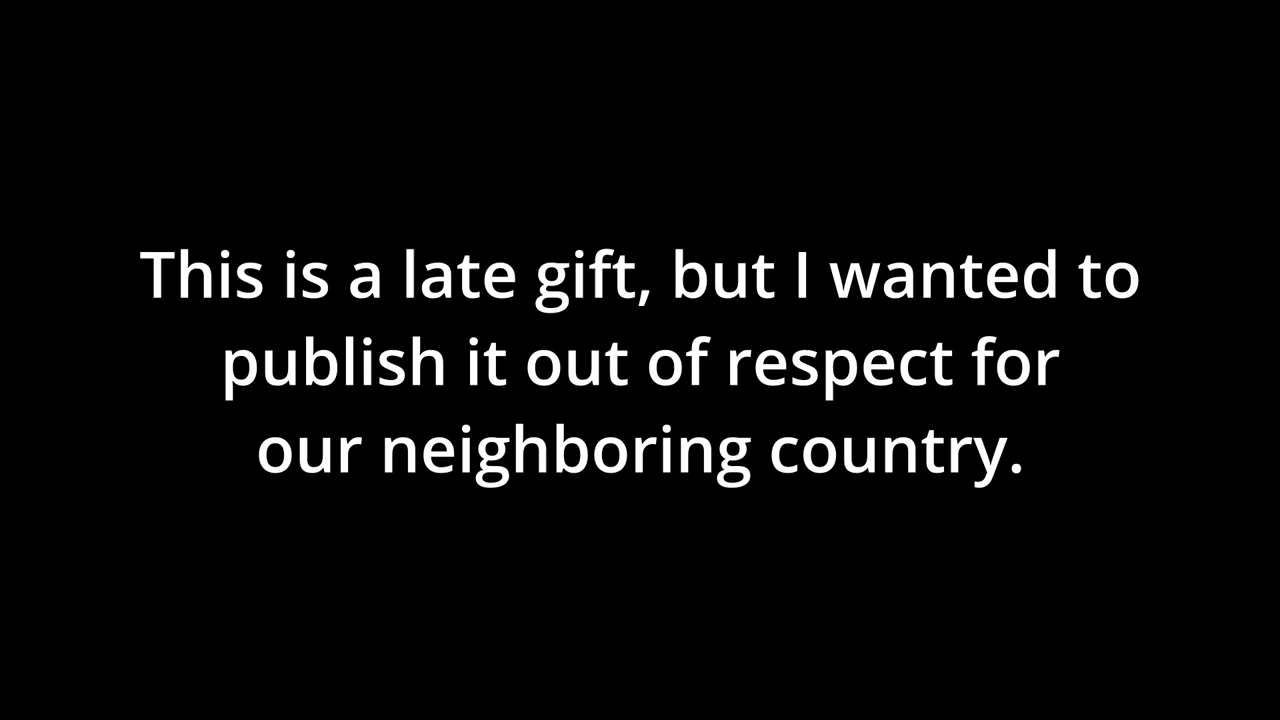 This is a late gift, but I wanted to
publish it out of respect for
our neighboring country.